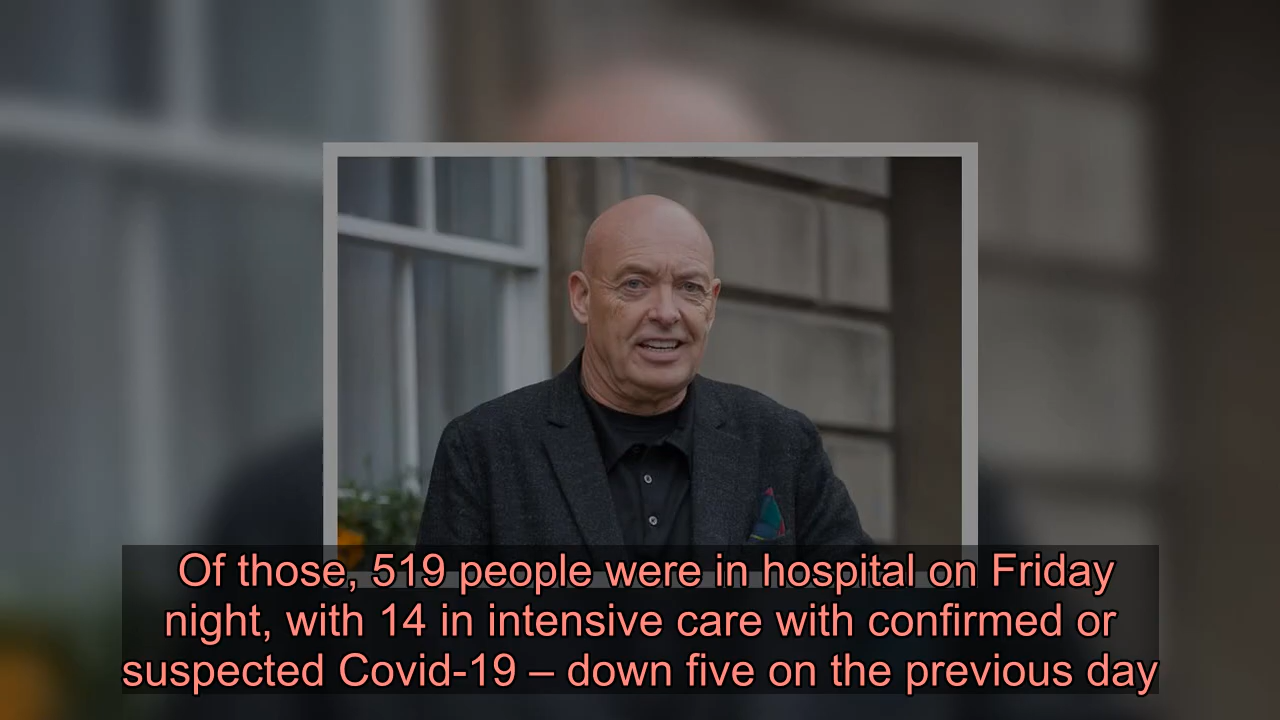 Of those, 519 people were in hospital on Friday
night, with 14 in intensive care with confirmed or
suspected Covid-19 – down five on the previous day